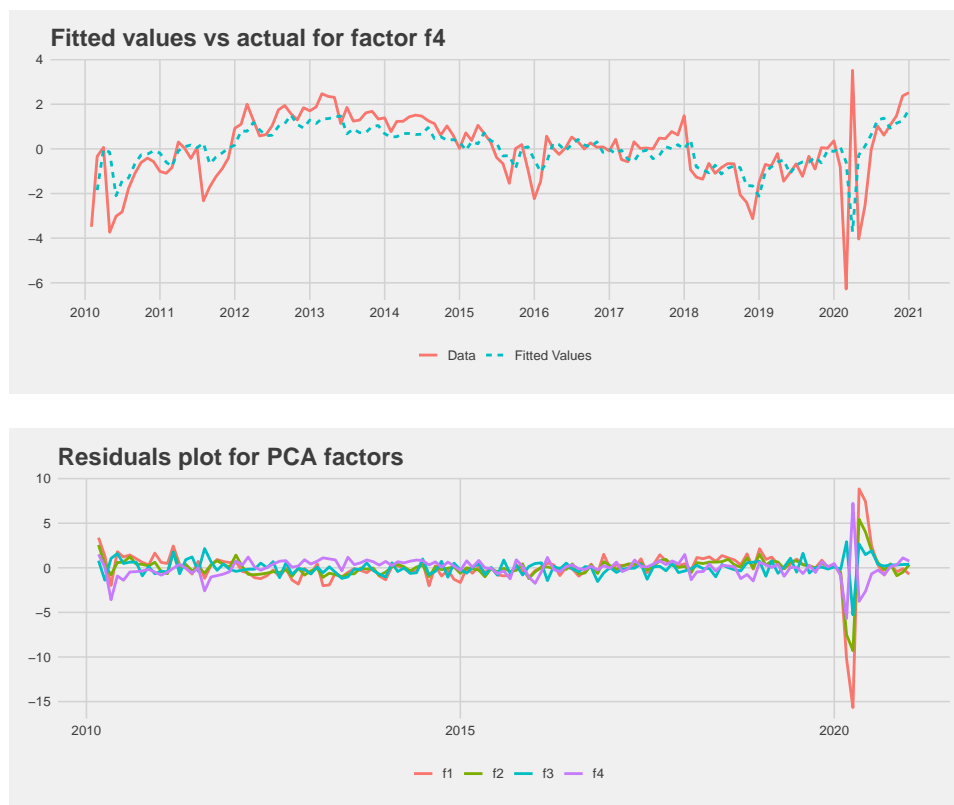 Fitted values vs actual for factor f4
4
2
0
−2
−4
−6
2010 2011 2012 2013 2014 2015 2016 2017 2018 2019 2020 2021
Data Fitted Values
Residuals plot for PCA factors
10
5
0
−5
−10
−15
2010 2015 2020
f1 f2 f3 f4